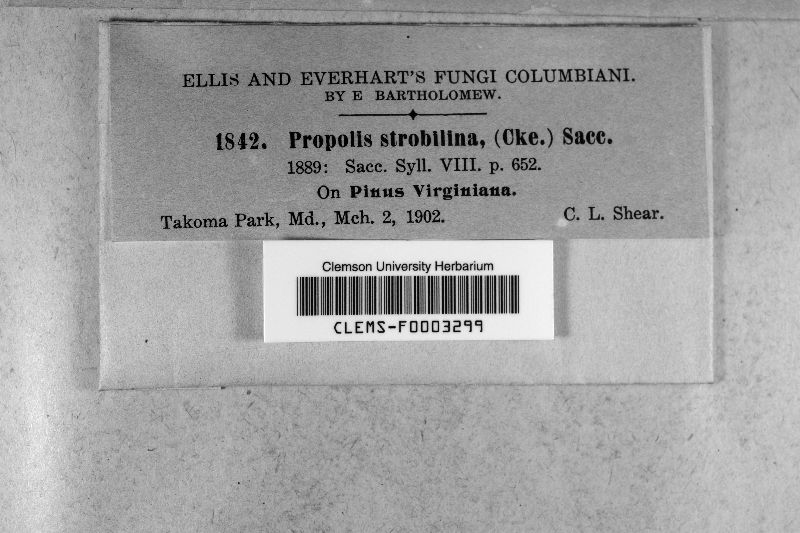 ELLIS AND EVERHART'S FUNGI COLUMBIANI.
BY E BARTHOLOMEW.
1842. Propolis strobilina, (Cke.) Sacc.
1889: Sacc. Syll. VIII. p. 652.
On Pinus Virginiana.
Takoma Park, Md., Mch. 2, 1902. C. L. Shear.
Clemson University Herbarium
CLEMS-F0003299